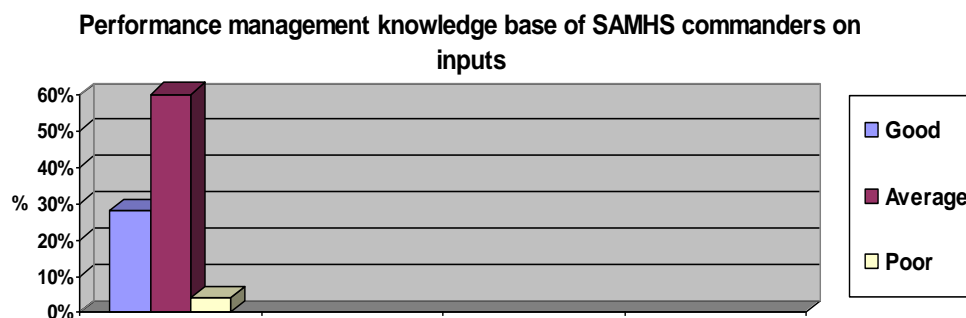 Performance management knowledge base of SAMHS commanders on
inputs
60%
50%
40%
30%
20%
10%
0%
%
Good
Average
Poor